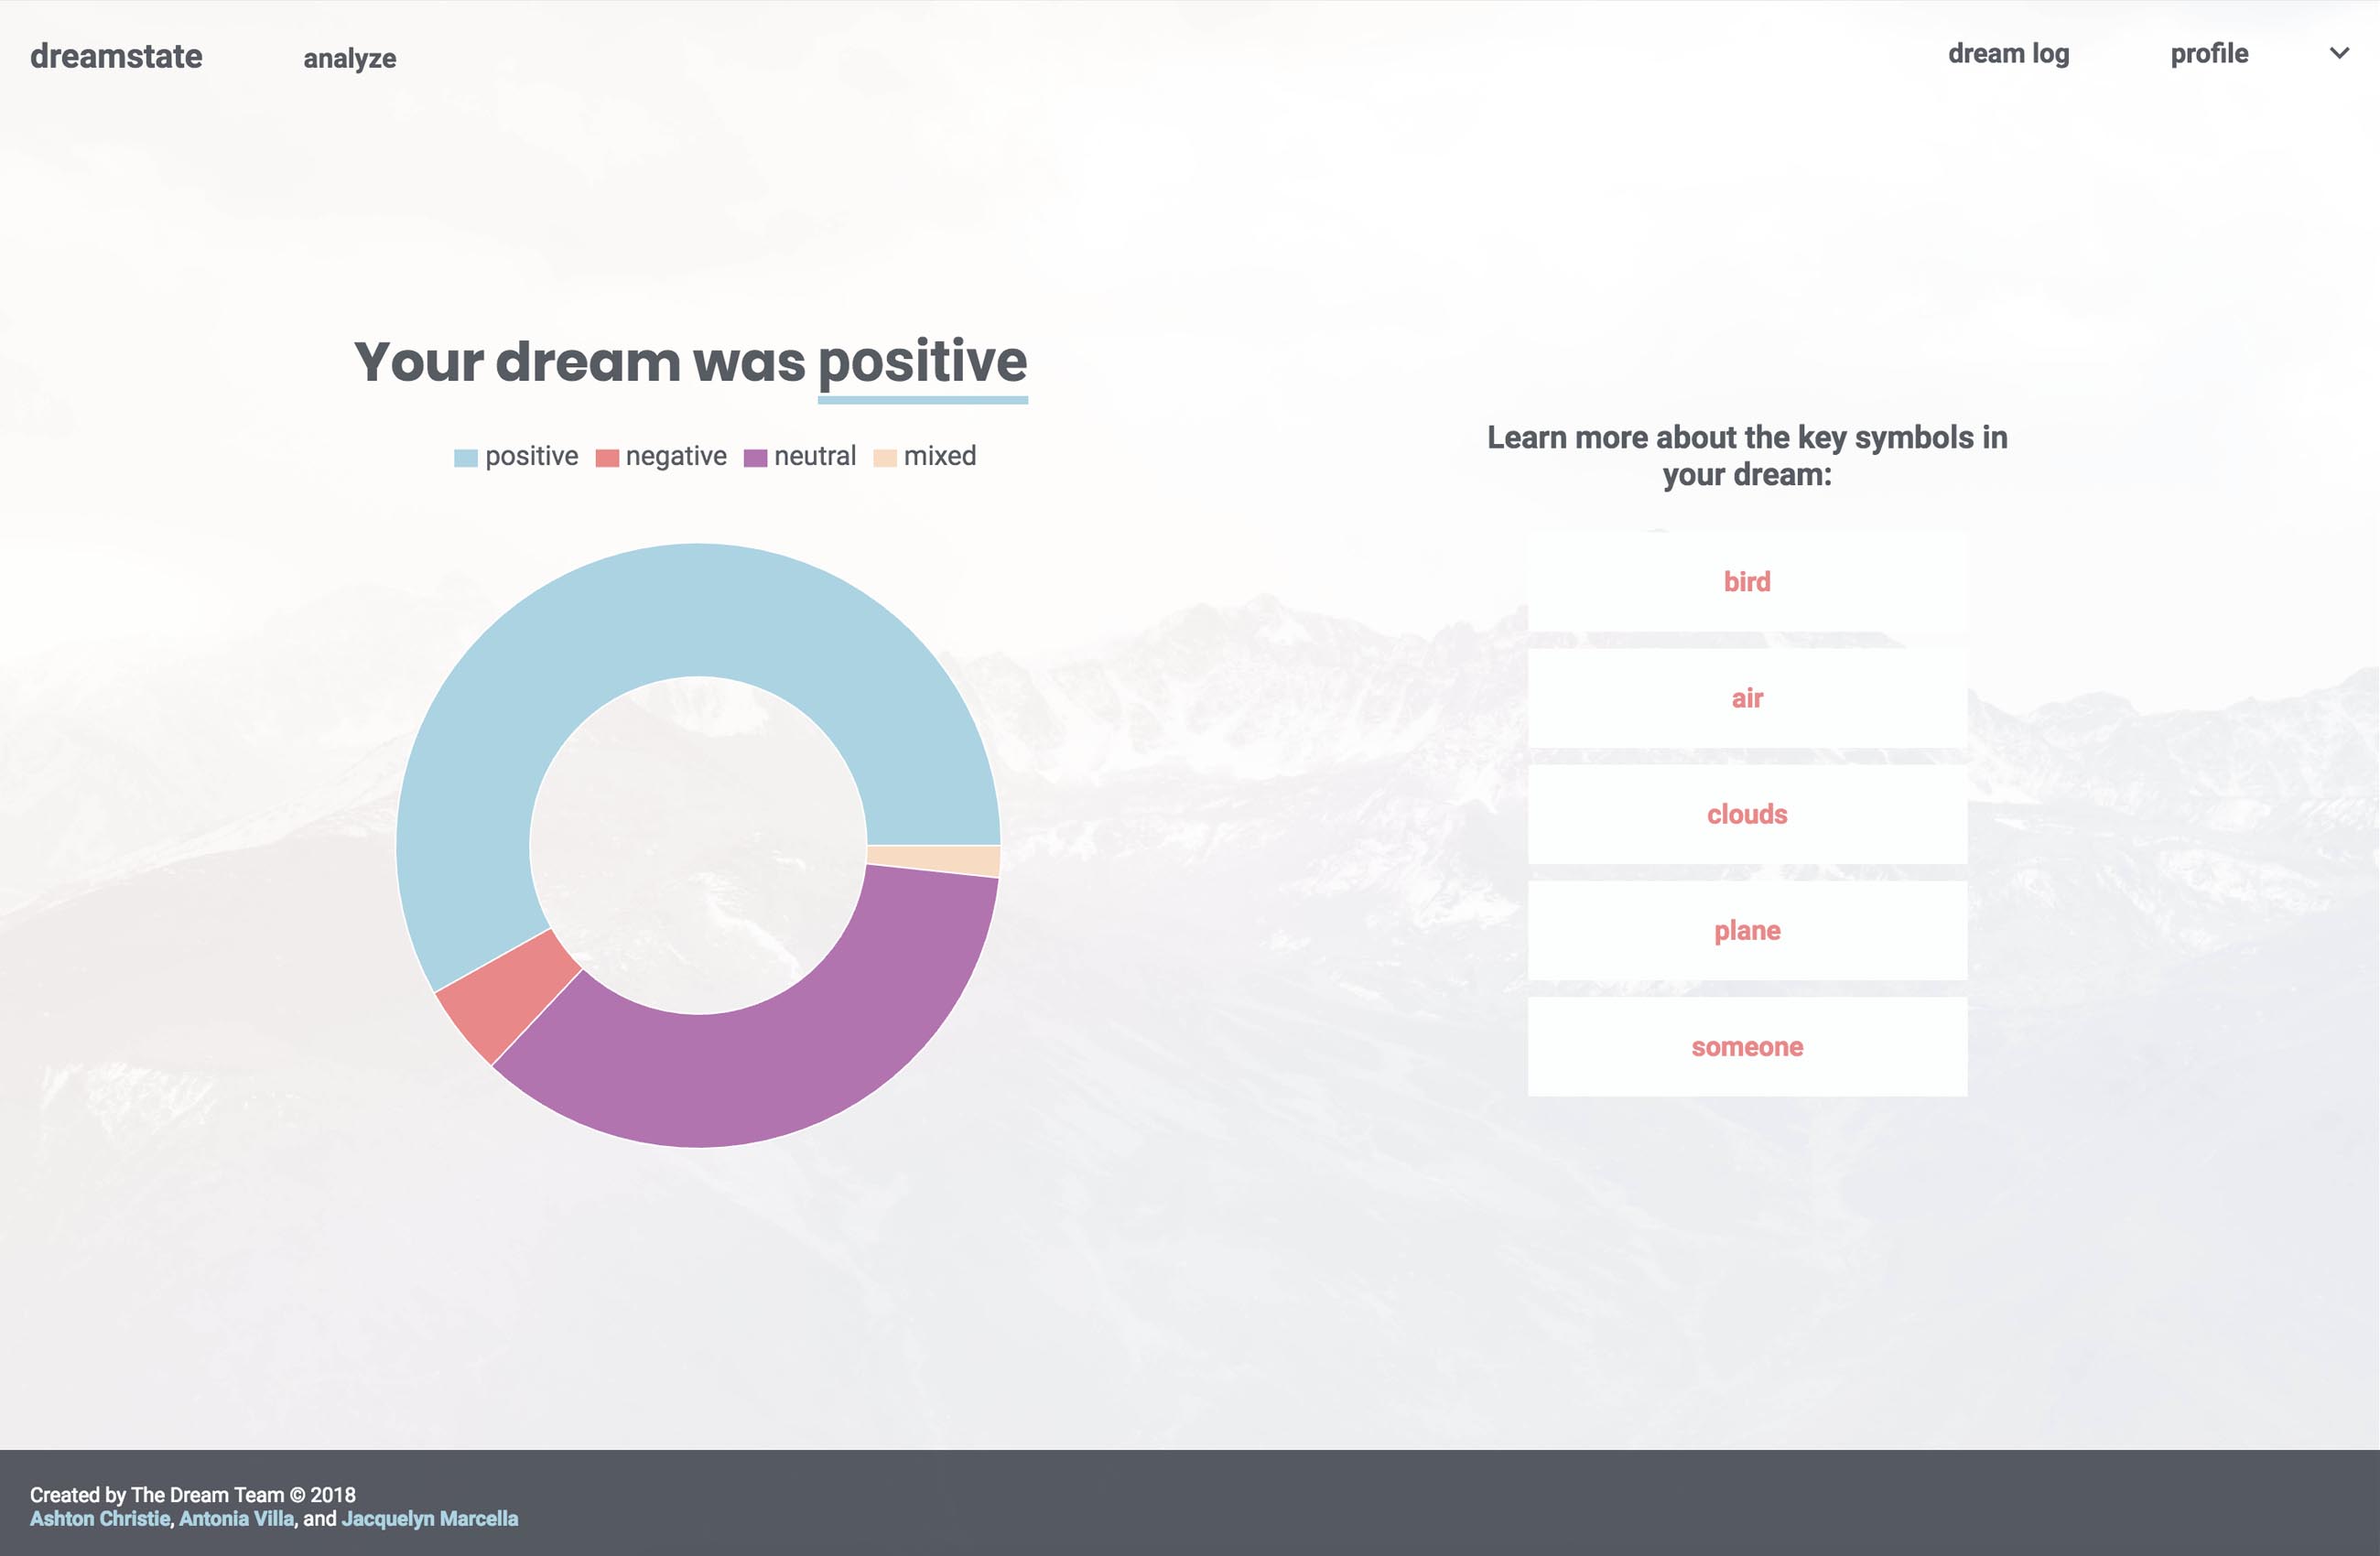 dreamstate analyze dream log profile
Your dream was positive
positive negative neutral mixed
Learn more about the key symbols in
your dream:
bird
air
clouds
plane
someone
Created by The Dream Team © 2018
Ashton Christie, Antonia Villa, and Jacquelyn Marcella